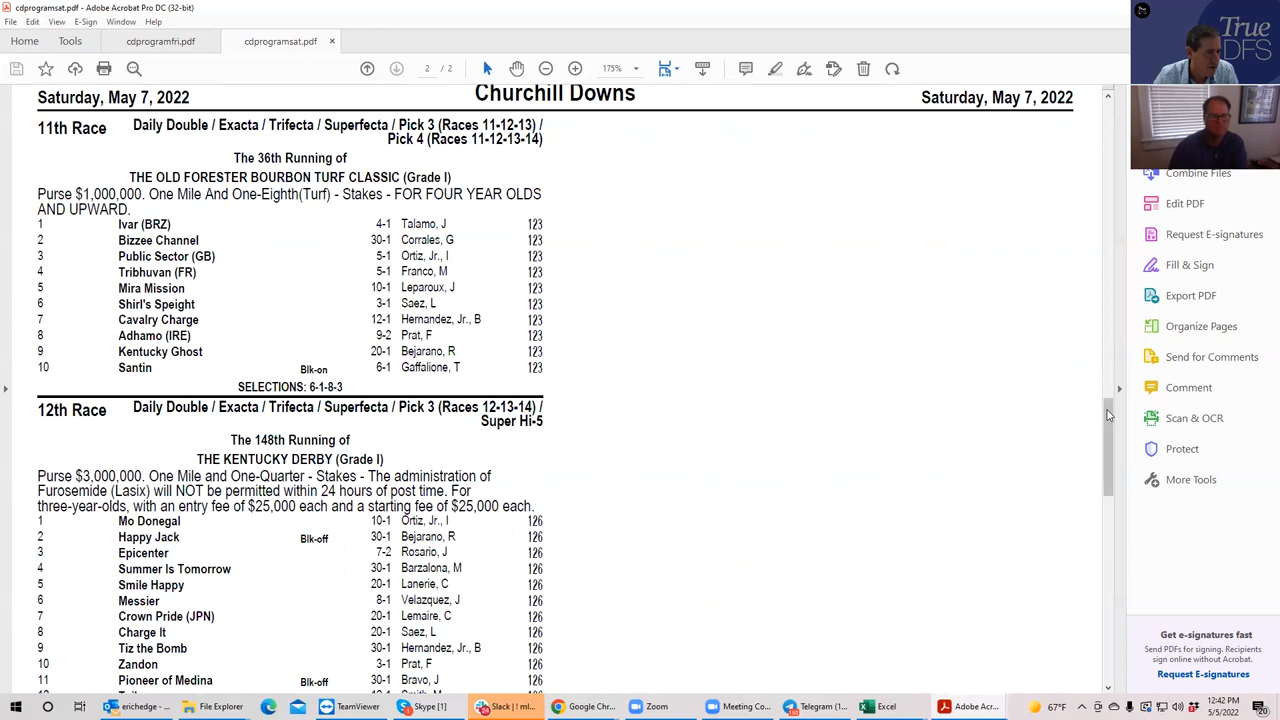 cdprogramsat.pdf - Adobe Acrobat Pro DC (32-bit)
File Edit View E-Sign Window Help
Home Tools cdprogramfri.pdf cdprogramsat.pdf ×
2 / 2 175%
True
DFS
Saturday, May 7, 2022 Churchill Downs Saturday, May 7, 2022
11th Race Daily Double / Exacta / Trifecta / Superfecta / Pick 3 (Races 11-12-13) /
Pick 4 (Races 11-12-13-14)
The 36th Running of
THE OLD FORESTER BOURBON TURF CLASSIC (Grade I)
Purse $1,000,000. One Mile And One-Eighth(Turf) - Stakes - FOR FOUR YEAR OLDS
AND UPWARD.
1 Ivar (BRZ) 4-1 Talamo, J 123
2 Bizzee Channel 30-1 Corrales, G 123
3 Public Sector (GB) 5-1 Ortiz, Jr., I 123
4 Tribhuvan (FR) 5-1 Franco, M 123
5 Mira Mission 10-1 Leparoux, J 123
6 Shirl's Speight 3-1 Saez, L 123
7 Cavalry Charge 12-1 Hernandez, Jr., B 123
8 Adhamo (IRE) 9-2 Prat, F 123
9 Kentucky Ghost 20-1 Bejarano, R 123
10 Santin Blk-on 6-1 Gaffalione, T 123
SELECTIONS: 6-1-8-3
12th Race Daily Double / Exacta / Trifecta / Superfecta / Pick 3 (Races 12-13-14) /
Super Hi-5
The 148th Running of
THE KENTUCKY DERBY (Grade I)
Purse $3,000,000. One Mile and One-Quarter - Stakes - The administration of
Furosemide (Lasix) will NOT be permitted within 24 hours of post time. For
three-year-olds, with an entry fee of $25,000 each and a starting fee of $25,000 each.
1 Mo Donegal 10-1 Ortiz, Jr., I 126
2 Happy Jack Blk-off 30-1 Bejarano, R 126
3 Epicenter 7-2 Rosario, J 126
4 Summer Is Tomorrow 30-1 Barzalona, M 126
5 Smile Happy 20-1 Lanerie, C 126
6 Messier 8-1 Velazquez, J 126
7 Crown Pride (JPN) 20-1 Lemaire, C 126
8 Charge It 20-1 Saez, L 126
9 Tiz the Bomb 30-1 Hernandez, Jr., B 126
10 Zandon 3-1 Prat, F 126
11 Pioneer of Medina Blk-off 30-1 Bravo, J 126
Combine Files
Edit PDF
Request E-signatures
Fill & Sign
Export PDF
Organize Pages
Send for Comments
Comment
Scan & OCR
Protect
More Tools
Get e-signatures fast
Send PDFs for signing. Recipients
sign online without Acrobat.
Request E-Signatures
erichedge - ... File Explorer TeamViewer Skype [1] Slack | ! ml... Google Chr... Zoom Meeting Co... Telegram (1... Excel Adobe Acr... 67°F 12:42 PM
5/5/2022